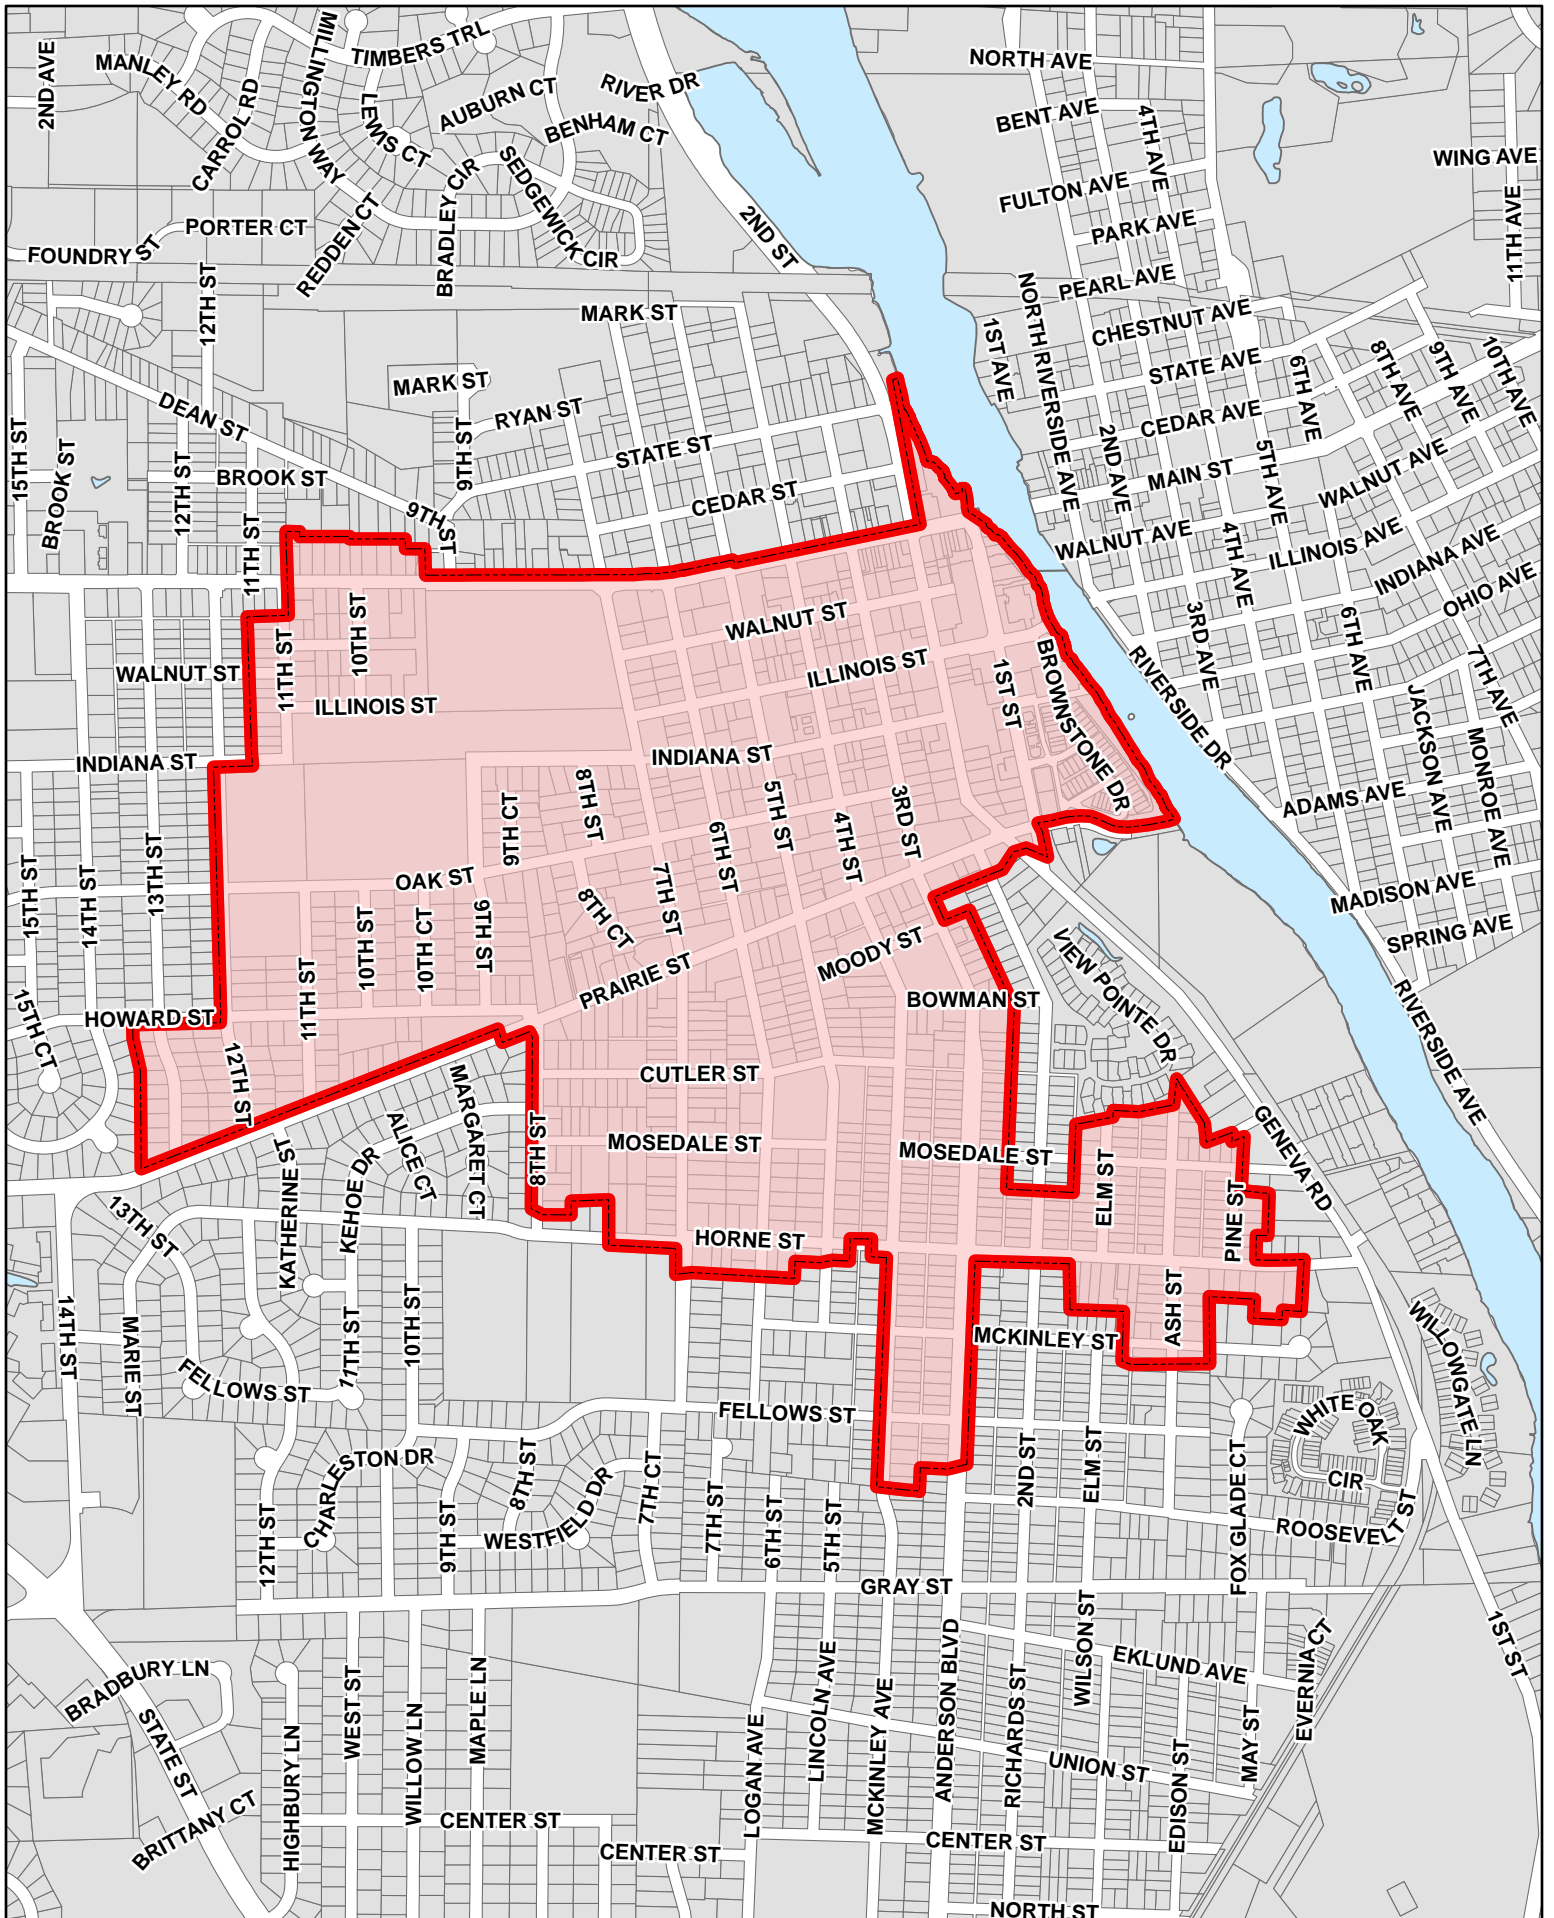 2ND AVE
MANLEY RD
CARROL RD
MILLINGTON WAY
TIMBERS TRL
LEWIS CT
AUBURN CT
RIVER DR
BENHAM CT
BRADLEY CIR
SEDGEWICK CIR
REDDEN CT
PORTER CT
FOUNDRY ST
12TH ST
2ND ST
NORTH AVE
BENT AVE
4TH AVE
FULTON AVE
PARK AVE
PEARL AVE
WING AVE
11TH AVE
NORTH RIVERSIDE AVE
1ST AVE
CHESTNUT AVE
STATE AVE
CEDAR AVE
2ND AVE
MAIN ST
WALNUT AVE
5TH AVE
6TH AVE
8TH AVE
9TH AVE
10TH AVE
WALNUT AVE
4TH AVE
ILLINOIS AVE
INDIANA AVE
OHIO AVE
3RD AVE
6TH AVE
7TH AVE
RIVERSIDE DR
JACKSON AVE
MONROE AVE
ADAMS AVE
MADISON AVE
SPRING AVE
RIVERSIDE AVE
MARK ST
MARK ST
RYAN ST
9TH ST
STATE ST
CEDAR ST
DEAN ST
15TH ST
BROOK ST
12TH ST
BROOK ST
9TH ST
11TH ST
11TH ST
10TH ST
WALNUT ST
WALNUT ST
ILLINOIS ST
ILLINOIS ST
1ST ST
BROWNSTONE DR
INDIANA ST
INDIANA ST
8TH ST
9TH CT
5TH ST
6TH ST
4TH ST
3RD ST
7TH ST
OAK ST
8TH CT
15TH ST
14TH ST
13TH ST
10TH ST
10TH CT
9TH ST
11TH ST
PRAIRIE ST
MOODY ST
VIEW POINTE DR
BOWMAN ST
HOWARD ST
15TH CT
12TH ST
CUTLER ST
MARGARET CT
ALICE CT
KEHOE DR
KATHERINE ST
8TH ST
MOSEDALE ST
MOSEDALE ST
ELM ST
PINE ST
GENEVA RD
13TH ST
HORNE ST
ASH ST
MCKINLEY ST
14TH ST
MARIE ST
11TH ST
10TH ST
FELLOWS ST
FELLOWS ST
WILLOWGATE LN
WHITE OAK CIR
CHARLESTON DR
12TH ST
9TH ST
8TH ST
WESTFIELD DR
7TH CT
7TH ST
6TH ST
5TH ST
2ND ST
ELM ST
FOX GLADE CT
ROOSEVELT ST
GRAY ST
1ST ST
BRADBURY LN
STATE ST
BRITTANY CT
HIGHBURY LN
WEST ST
WILLOW LN
MAPLE LN
LOGAN AVE
LINCOLN AVE
MCKINLEY AVE
ANDERSON BLVD
RICHARDS ST
WILSON ST
EKLUND AVE
EVERNIA CT
MAY ST
UNION ST
EDISON ST
CENTER ST
CENTER ST
CENTER ST
NORTH ST